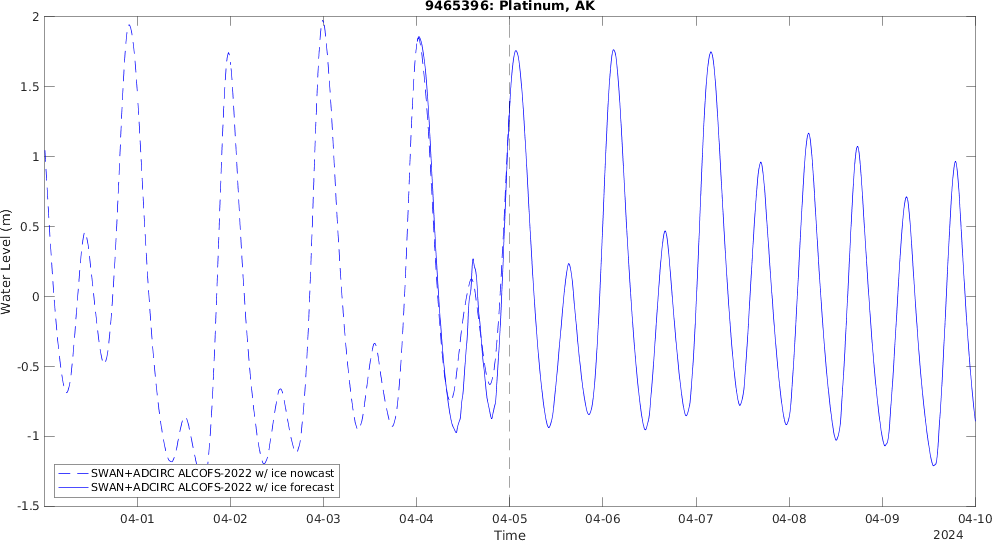 9465396: Platinum, AK
2
1.5
1
0.5
0
-0.5
-1
-1.5
Water Level (m)
SWAN+ADCIRC ALCOFS-2022 w/ ice nowcast
SWAN+ADCIRC ALCOFS-2022 w/ ice forecast
04-01 04-02 04-03 04-04 04-05 04-06 04-07 04-08 04-09 04-10
Time
2024